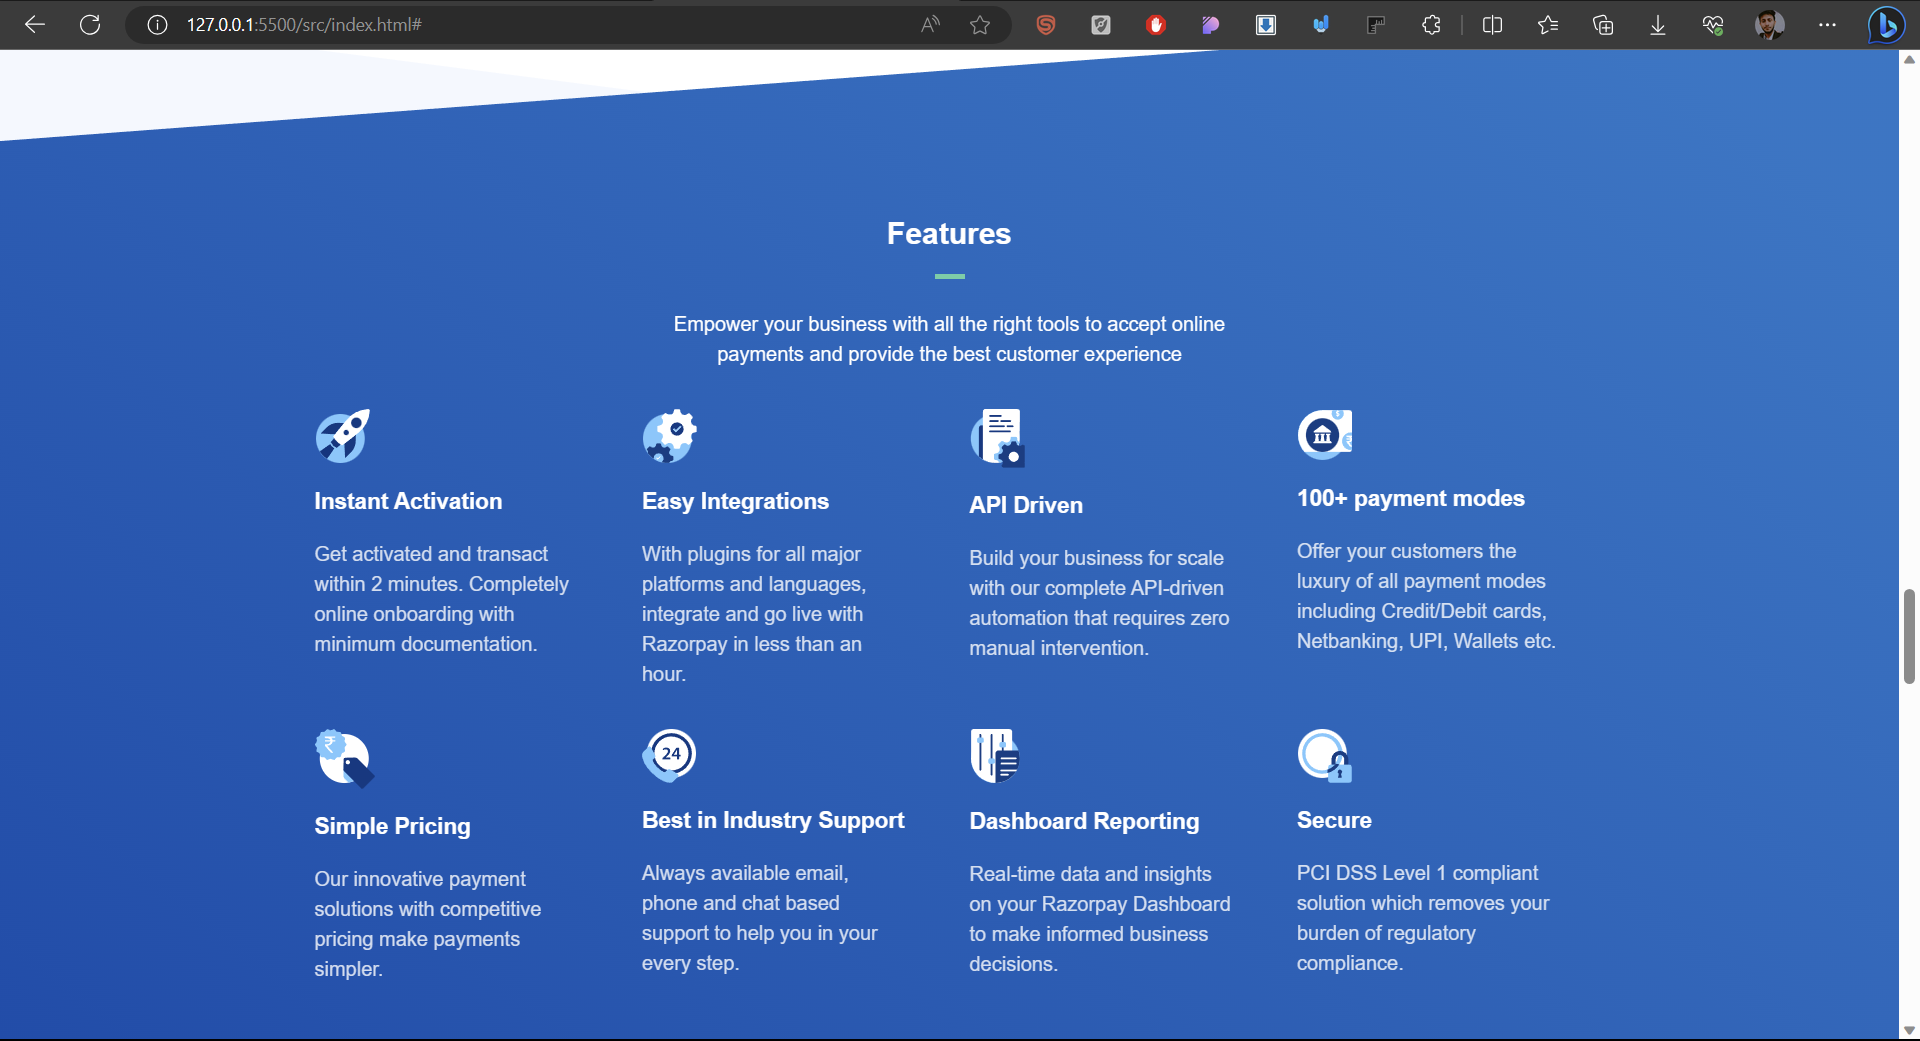 127.0.0.1:5500/src/index.html#
Features
Empower your business with all the right tools to accept online
payments and provide the best customer experience
Instant Activation
Get activated and transact
within 2 minutes. Completely
online onboarding with
minimum documentation.
Easy Integrations
With plugins for all major
platforms and languages,
integrate and go live with
Razorpay in less than an
hour.
API Driven
Build your business for scale
with our complete API-driven
automation that requires zero
manual intervention.
100+ payment modes
Offer your customers the
luxury of all payment modes
including Credit/Debit cards,
Netbanking, UPI, Wallets etc.
₹
Simple Pricing
Our innovative payment
solutions with competitive
pricing make payments
simpler.
24
Best in Industry Support
Always available email,
phone and chat based
support to help you in your
every step.
Dashboard Reporting
Real-time data and insights
on your Razorpay Dashboard
to make informed business
decisions.
Secure
PCI DSS Level 1 compliant
solution which removes your
burden of regulatory
compliance.